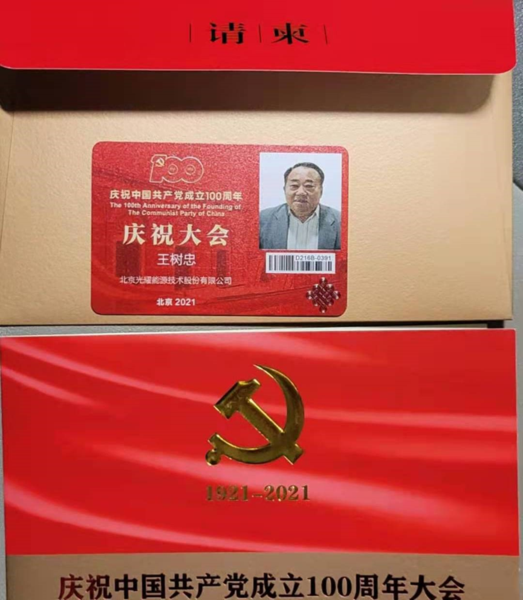 请柬
100
庆祝中国共产党成立100周年
The 100th Anniversary of the Founding of
The Communist Party of China
庆祝大会
王树忠
北京光耀能源技术股份有限公司
D216B-0391
北京 2021
1921-2021
庆祝中国共产党成立100周年大会